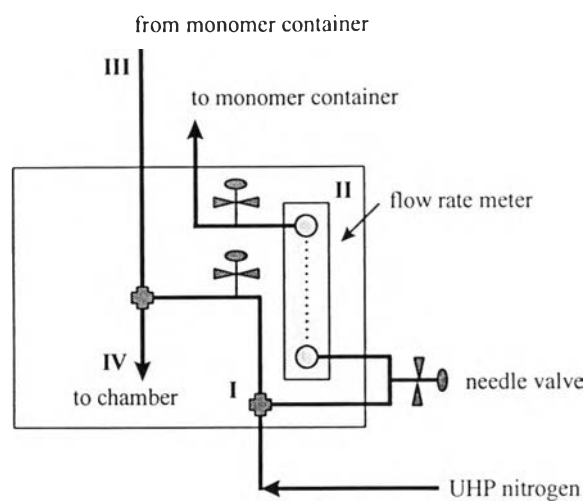 from monomer container
III
to monomer container
II
flow rate meter
IV
to chamber
I
needle valve
UHP nitrogen